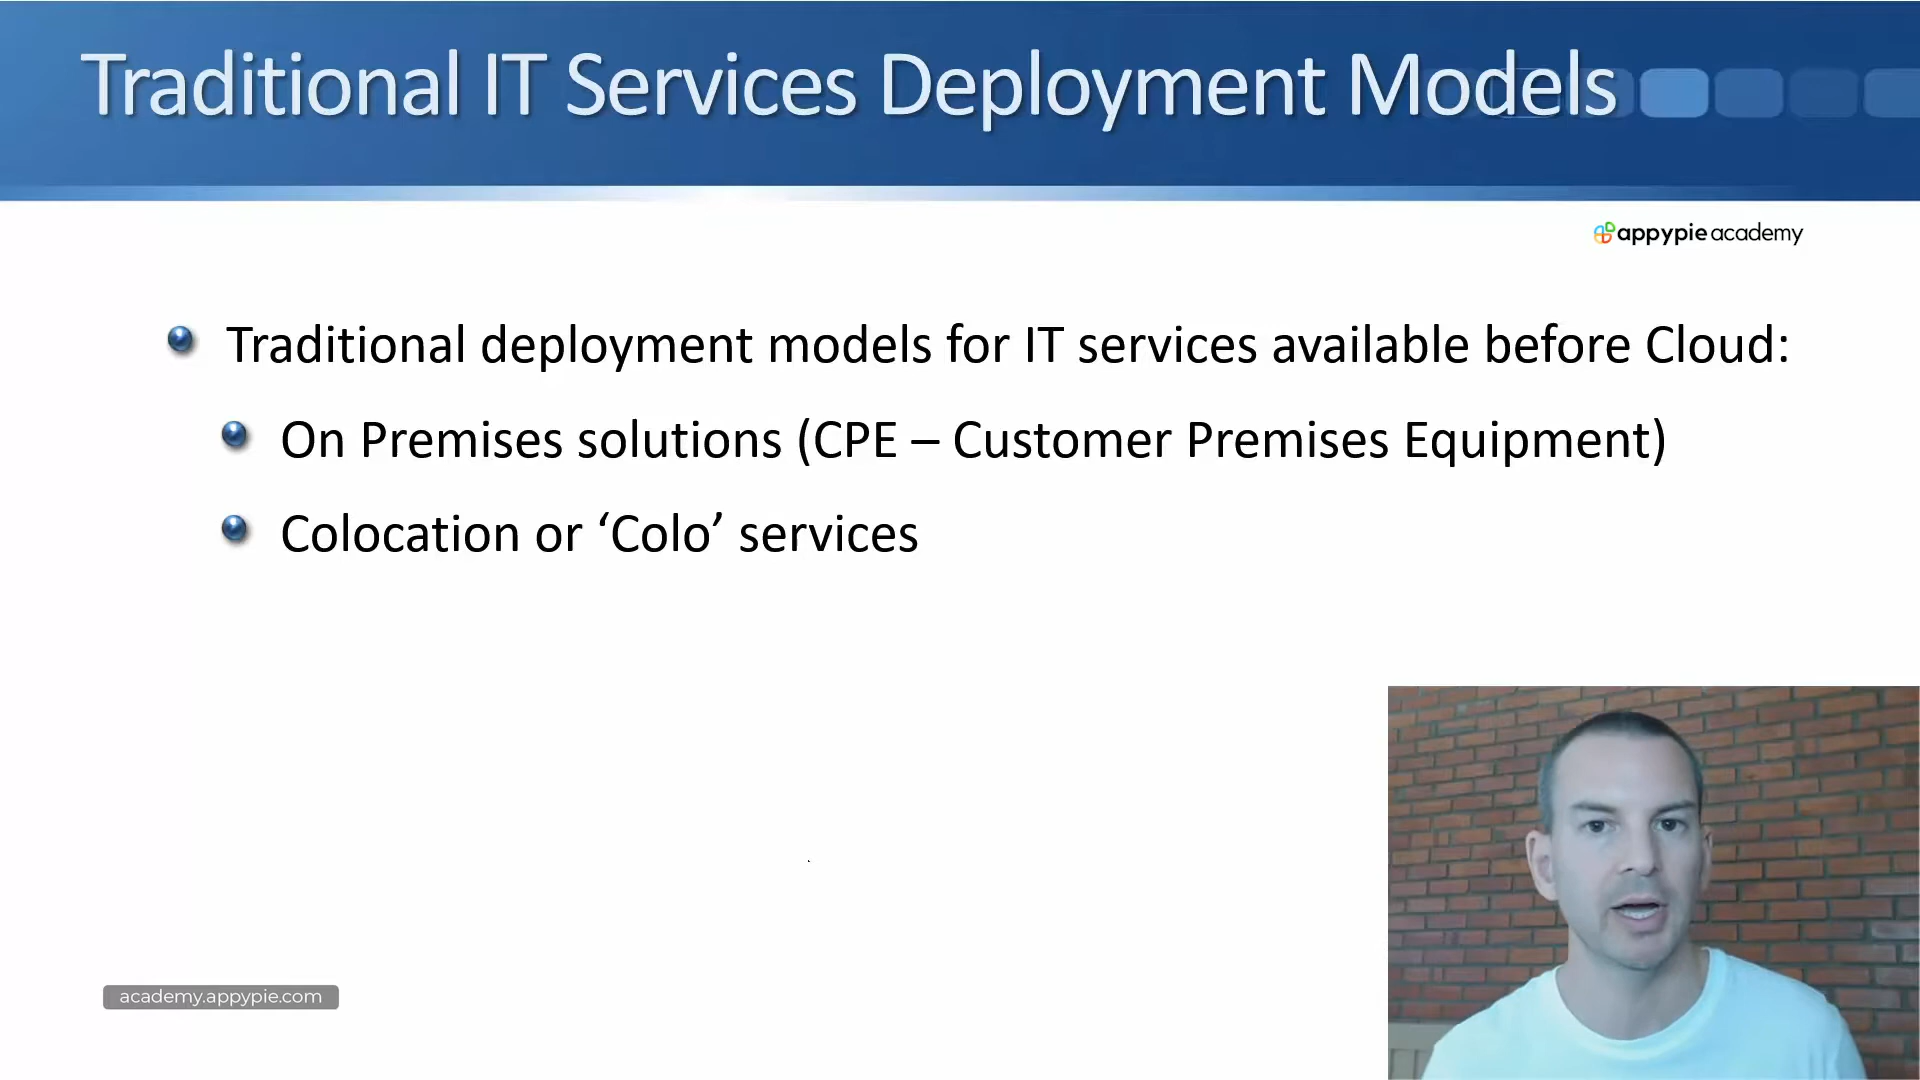 Traditional IT Services Deployment Models
appypie academy
Traditional deployment models for IT services available before Cloud:
On Premises solutions (CPE – Customer Premises Equipment)
Colocation or ‘Colo’ services
academy.appypie.com